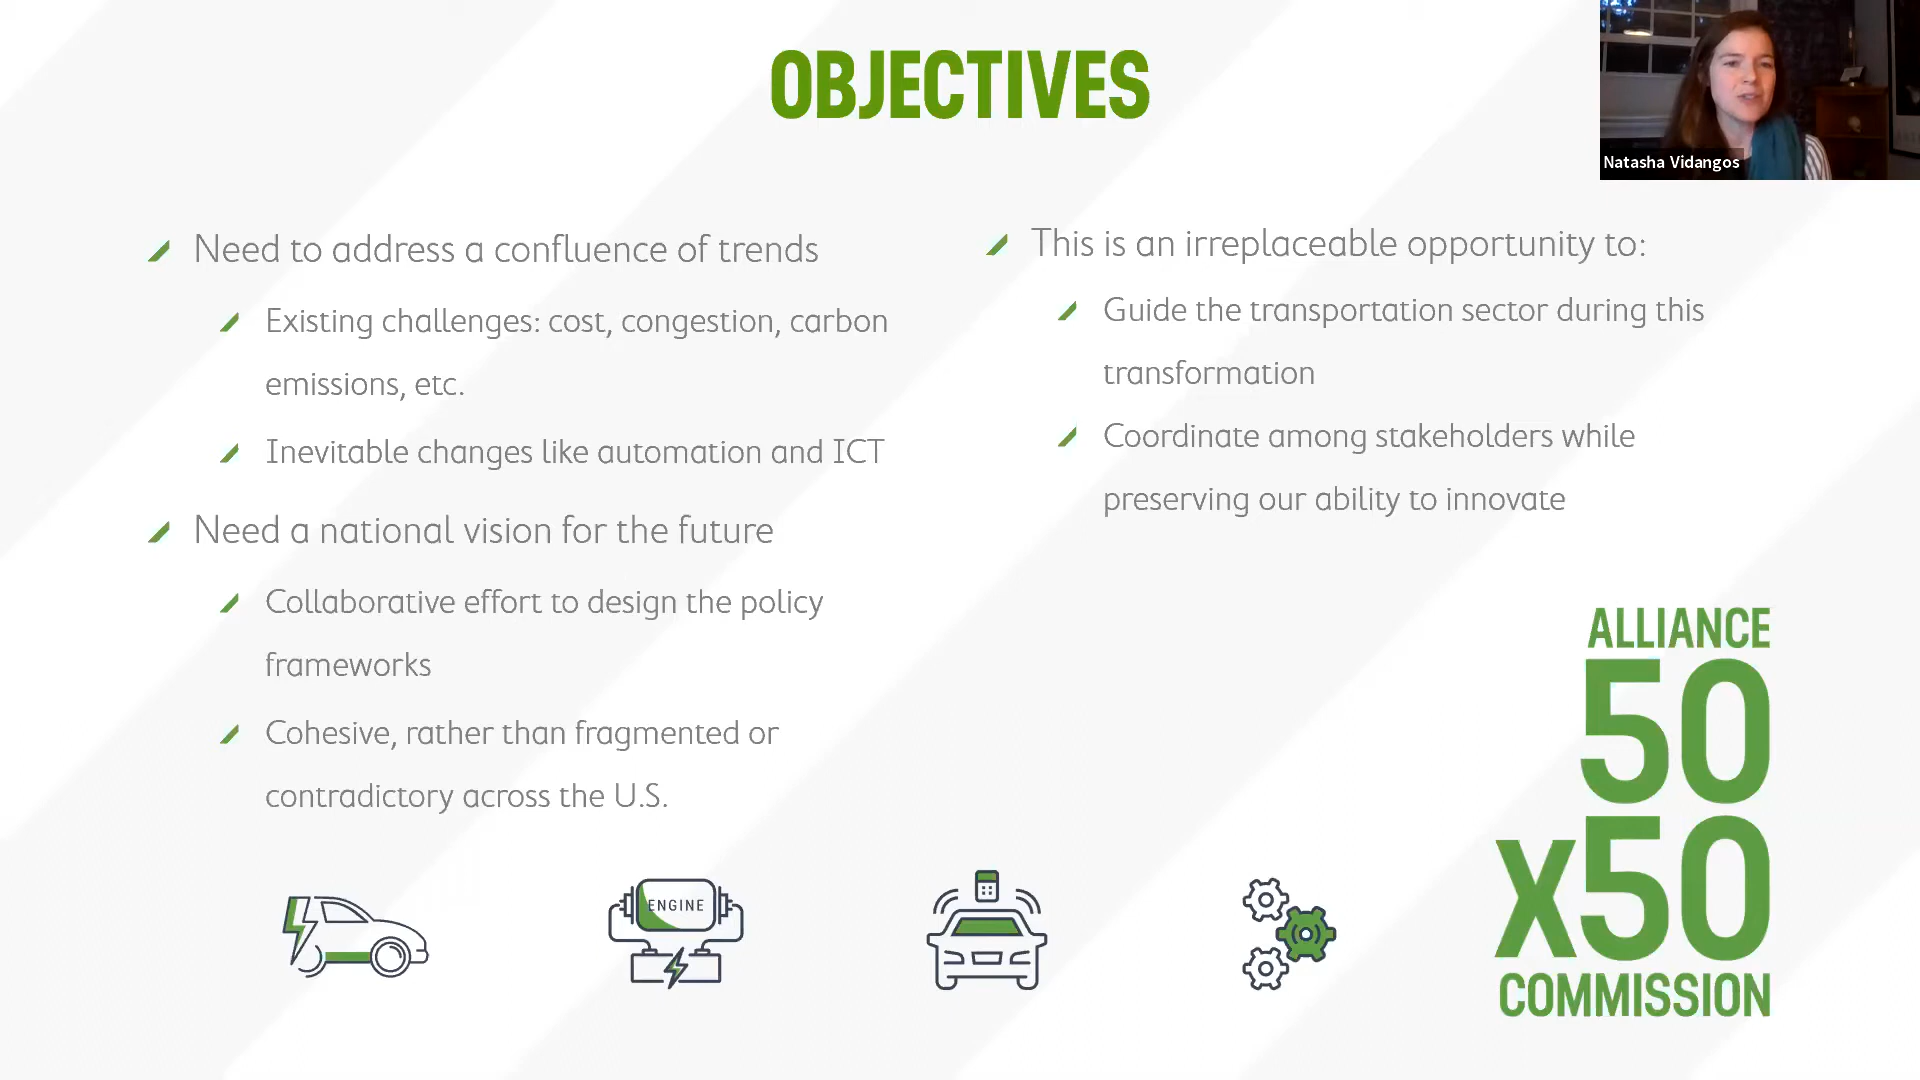 OBJECTIVES
Natasha Vidangos
Need to address a confluence of trends
Existing challenges: cost, congestion, carbon
emissions, etc.
Inevitable changes like automation and ICT
Need a national vision for the future
Collaborative effort to design the policy
frameworks
Cohesive, rather than fragmented or
contradictory across the U.S.
This is an irreplaceable opportunity to:
Guide the transportation sector during this
transformation
Coordinate among stakeholders while
preserving our ability to innovate
ENGINE
ALLIANCE
50
x50
COMMISSION